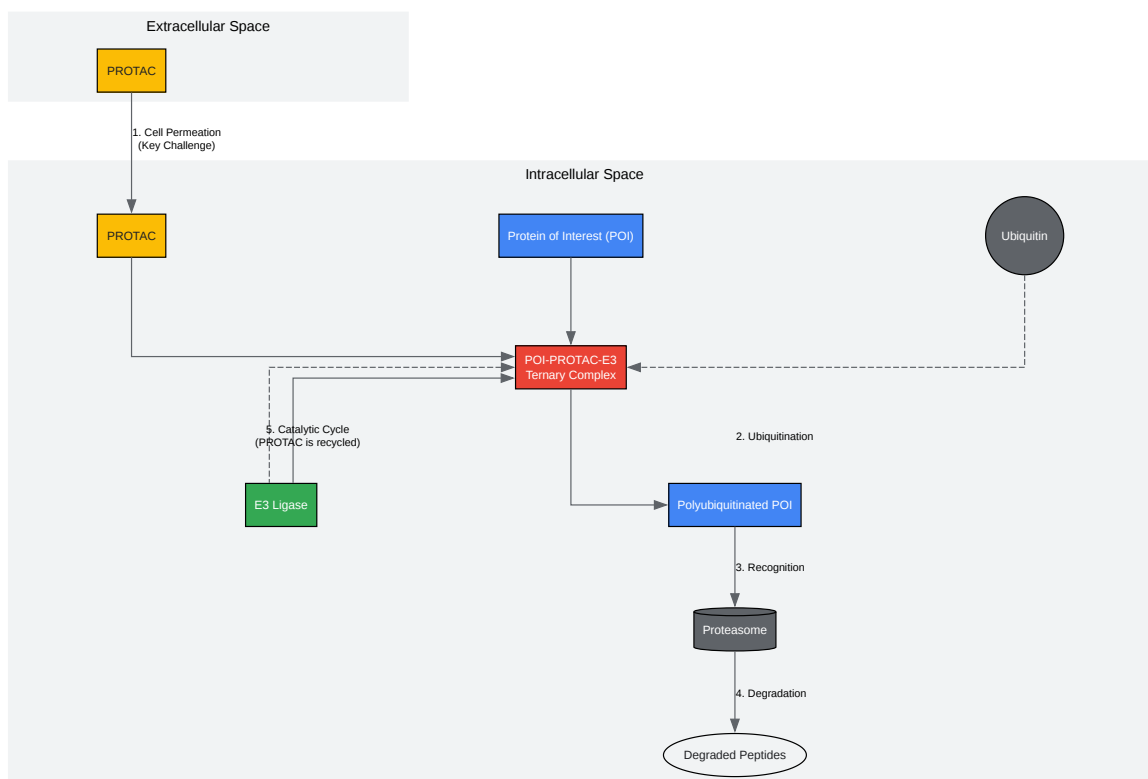 Extracellular Space
PROTAC
1. Cell Permeation
(Key Challenge)
Intracellular Space
PROTAC
Protein of Interest (POI)
Ubiquitin
POI-PROTAC-E3
Ternary Complex
5. Catalytic Cycle
(PROTAC is recycled)
2. Ubiquitination
E3 Ligase
Polyubiquitinated POI
3. Recognition
Proteasome
4. Degradation
Degraded Peptides